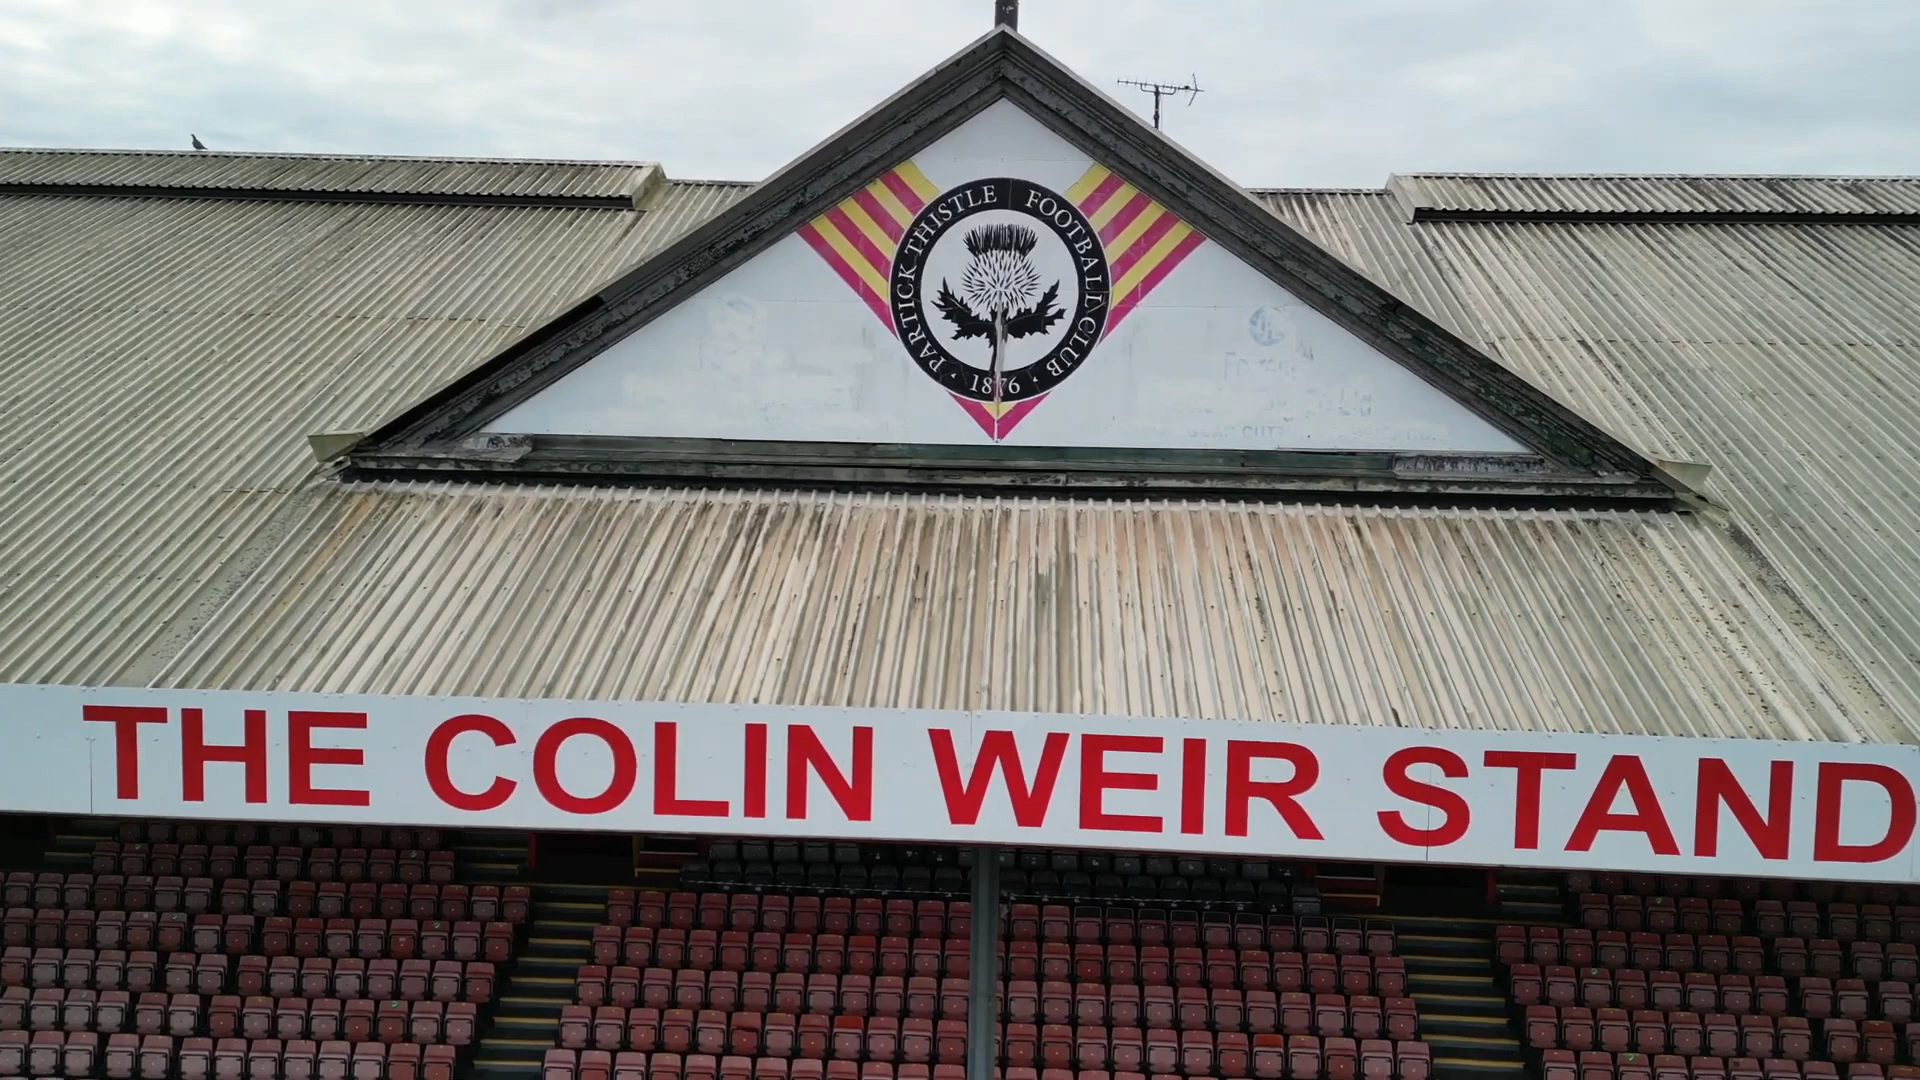 PARTICK THISTLE FOOTBALL CLUB
· 1876 ·
THE COLIN WEIR STAND